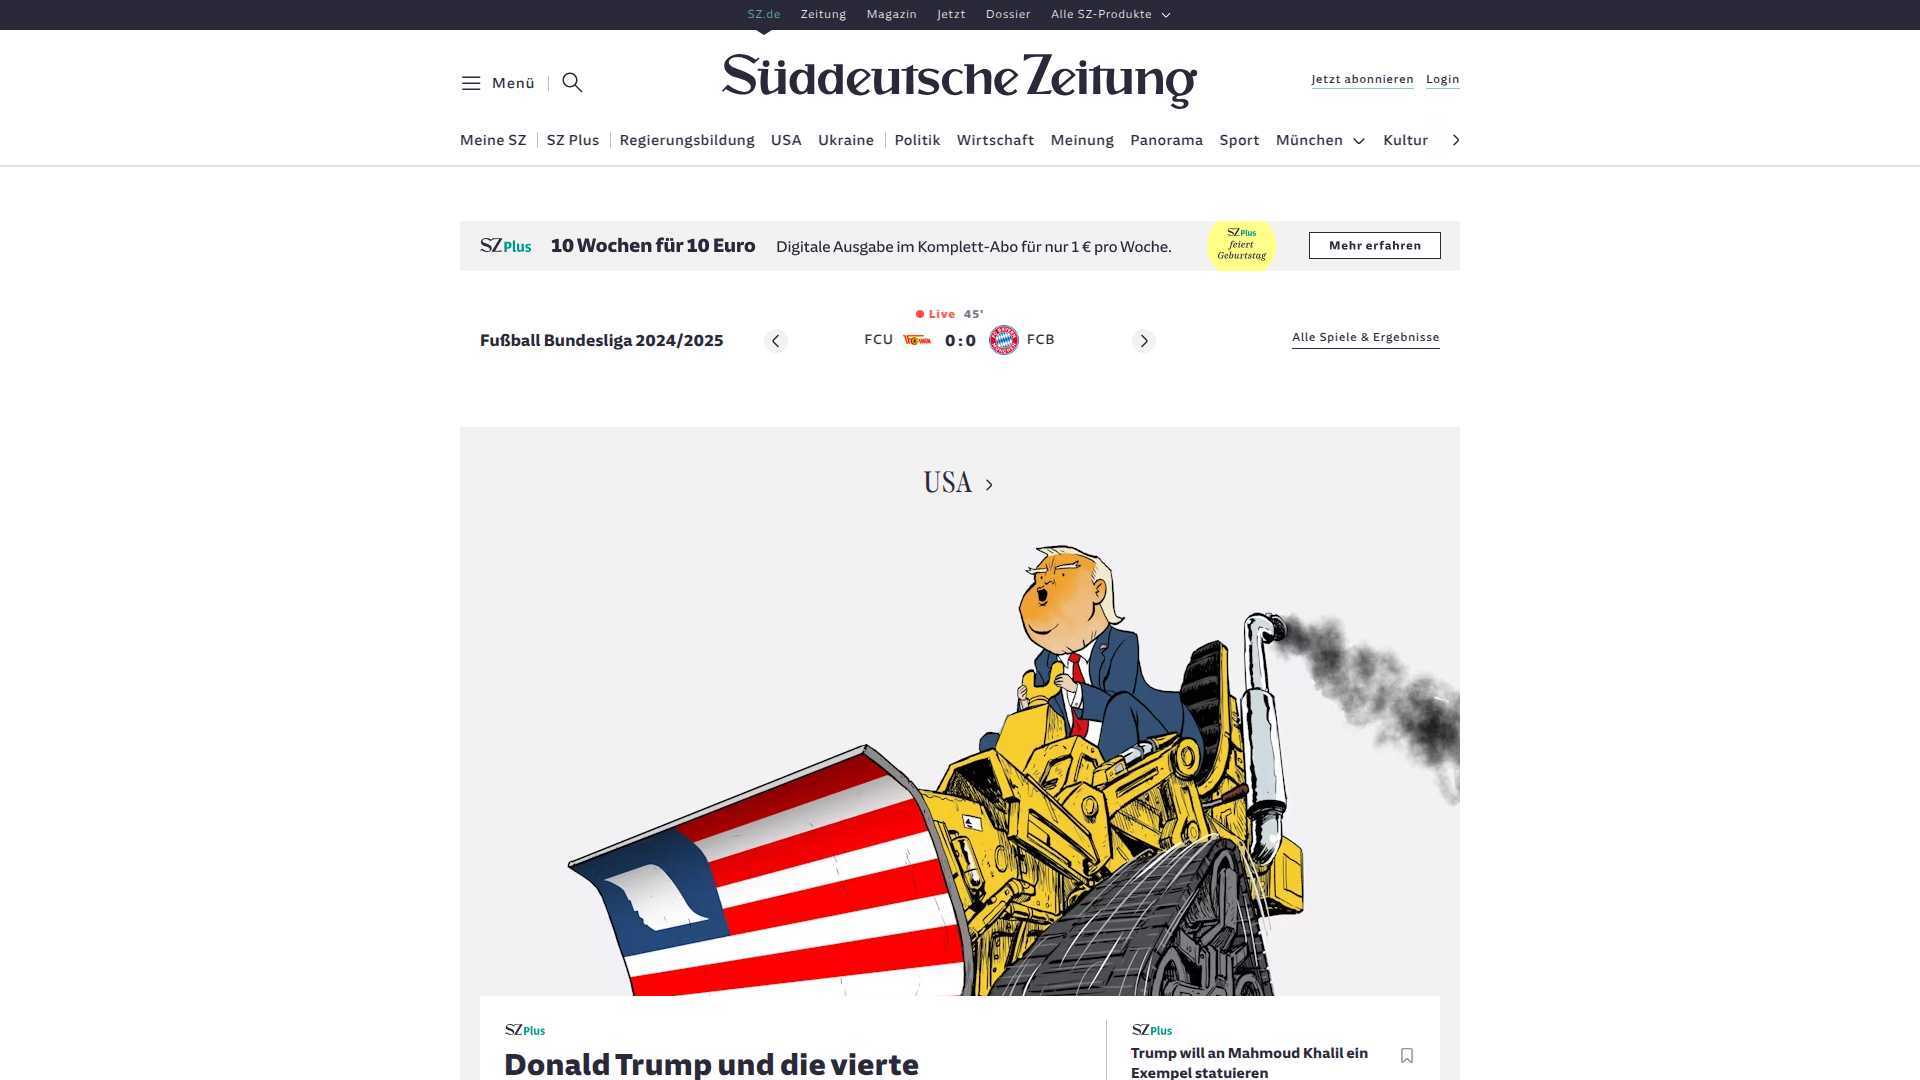 SZ.de Zeitung Magazin Jetzt Dossier Alle SZ-Produkte
Menü
Süddeutsche Zeitung
Jetzt abonnieren Login
Meine SZ SZ Plus Regierungsbildung USA Ukraine Politik Wirtschaft Meinung Panorama Sport München Kultur
SZ Plus 10 Wochen für 10 Euro Digitale Ausgabe im Komplett-Abo für nur 1 € pro Woche.
SZ Plus
feiert
Geburtstag
Mehr erfahren
Live 45'
Fußball Bundesliga 2024/2025
FCU 0:0 FCB
Alle Spiele & Ergebnisse
USA
SZ Plus
Donald Trump und die vierte
SZ Plus
Trump will an Mahmoud Khalil ein
Exempel statuieren